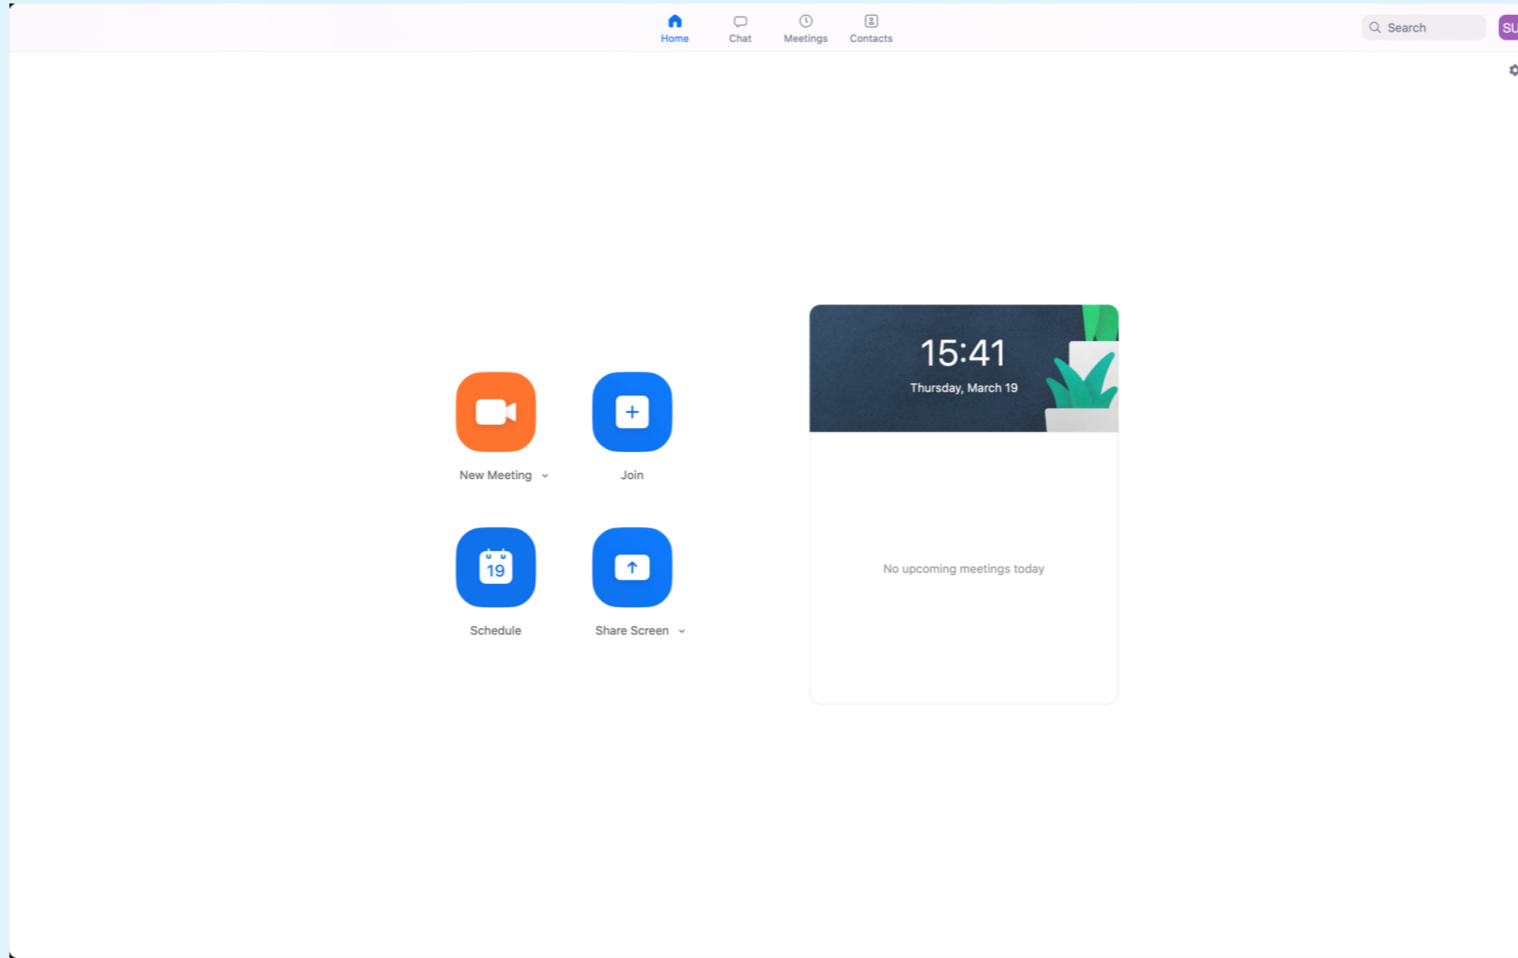 Home
Chat
Meetings
Contacts
Search
SU
15:41
Thursday, March 19
New Meeting
Join
19
Schedule
Share Screen
No upcoming meetings today